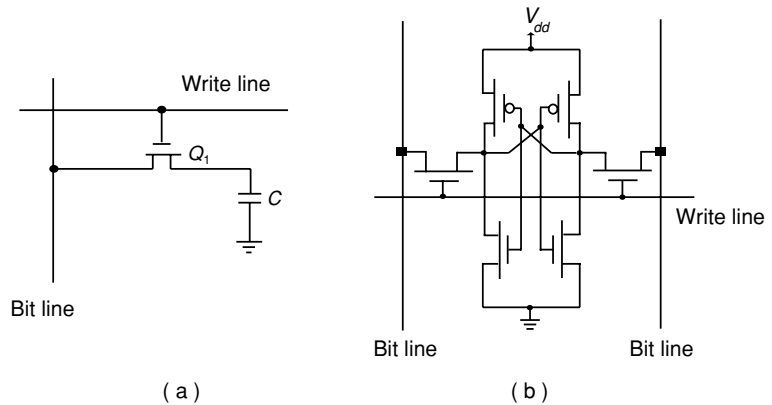 Write line
Q1
C
Bit line
( a )
Vdd
Write line
Bit line
Bit line
( b )